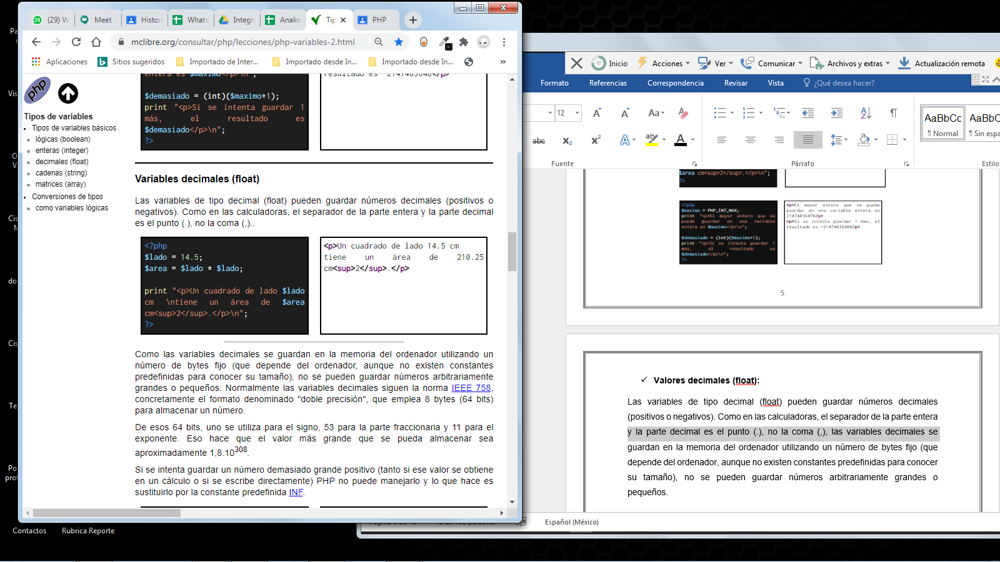 (29) W
Meet -
Histori
Whats
Integra
Analis
Tip
PHP
mclibre.org/consultar/php/lecciones/php-variables-2.html
Aplicaciones
Sitios sugeridos
Importado de Inter...
Importado desde In...
Importado desde In...
»
php
Tipos de variables
Tipos de variables básicos
lógicas (boolean)
enteras (integer)
decimales (float)
cadenas (string)
matrices (array)
Conversiones de tipos
como variables lógicas
entera es $maximo</p>\n";
resultado es -2147483648</p>
$demasiado = (int)($maximo+1);
print "<p>Si se intenta guardar 1
más, el resultado es
$demasiado</p>\n";
?>
Variables decimales (float)
Las variables de tipo decimal (float) pueden guardar números decimales (positivos o
negativos). Como en las calculadoras, el separador de la parte entera y la parte decimal
es el punto (.), no la coma (,)..
<?php
$lado = 14.5;
$area = $lado * $lado;
print "<p>Un cuadrado de lado $lado
cm \ntiene un área de $area
cm<sup>2</sup>.</p>\n";
?>
<p>Un cuadrado de lado 14.5 cm
tiene un área de 210.25
cm<sup>2</sup>.</p>
Como las variables decimales se guardan en la memoria del ordenador utilizando un
número de bytes fijo (que depende del ordenador, aunque no existen constantes
predefinidas para conocer su tamaño), no se pueden guardar números arbitrariamente
grandes o pequeños. Normalmente las variables decimales siguen la norma IEEE 758,
concretamente el formato denominado "doble precisión", que emplea 8 bytes (64 bits)
para almacenar un número.
De esos 64 bits, uno se utiliza para el signo, 53 para la parte fraccionaria y 11 para el
exponente. Eso hace que el valor más grande que se pueda almacenar sea
aproximadamente 1,8.10308.
Si se intenta guardar un número demasiado grande positivo (tanto si ese valor se obtiene
en un cálculo o si se escribe directamente) PHP no puede manejarlo y lo que hace es
sustituirlo por la constante predefinida INF.
Inicio
Acciones
Ver
Comunicar
Archivos y extras
Actualización remota
Formato
Referencias
Correspondencia
Revisar
Vista
¿Qué desea hacer?
12
Aa
abc
x2
x2
AaBbCc
AaBbC
¶ Normal
¶ Sin espa
Fuente
Párrafo
Estilo
$area cm<sup>2</sup>.</p>\n";
?>
<?php
$maximo = PHP_INT_MAX;
print "<p>El mayor entero que se
puede guardar en una variable
entera es $maximo</p>\n";
$demasiado = (int)($maximo+1);
print "<p>Si se intenta guardar 1
más, el resultado es
$demasiado</p>\n";
?>
<p>El mayor entero que se puede
guardar en una variable entera es
2147483647</p>
<p>Si se intenta guardar 1 más, el
resultado es -2147483648</p>
5
✓ Valores decimales (float):
Las variables de tipo decimal (float) pueden guardar números decimales
(positivos o negativos). Como en las calculadoras, el separador de la parte entera
y la parte decimal es el punto (.), no la coma (,), las variables decimales se
guardan en la memoria del ordenador utilizando un número de bytes fijo (que
depende del ordenador, aunque no existen constantes predefinidas para conocer
su tamaño), no se pueden guardar números arbitrariamente grandes o
pequeños.
Español (México)
Pa
Vis
O
V
Cis
N
do
Cis
Te
Po
prot
Contactos
Rubrica Reporte